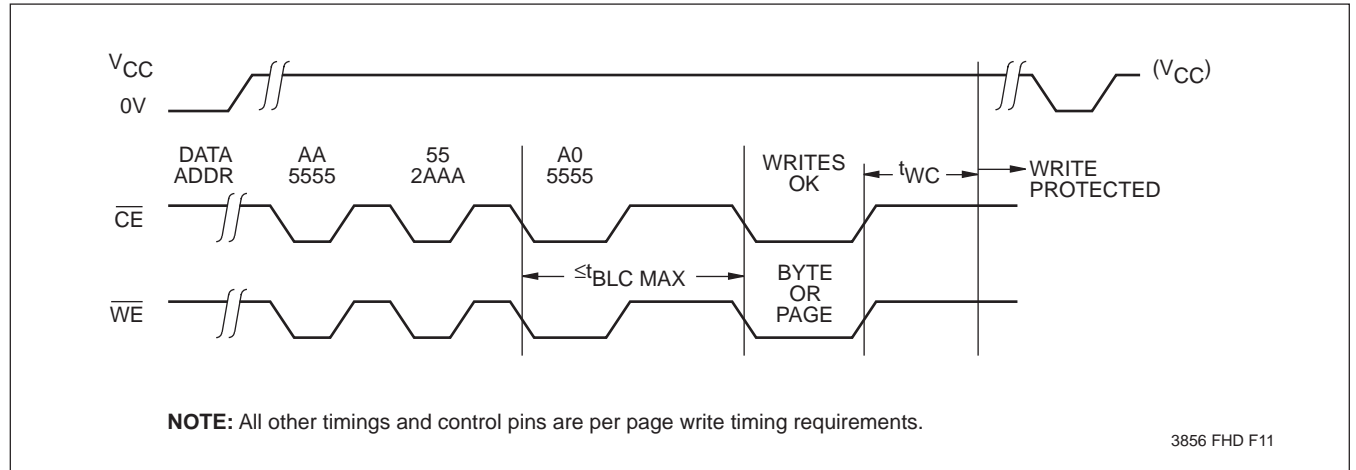 VCC (VCC)
0V
DATA AA 55 A0 WRITES
ADDR 5555 2AAA 5555 OK
tWC WRITE
PROTECTED
CE
≤tBLC MAX
BYTE
OR
PAGE
WE
NOTE: All other timings and control pins are per page write timing requirements.
3856 FHD F11